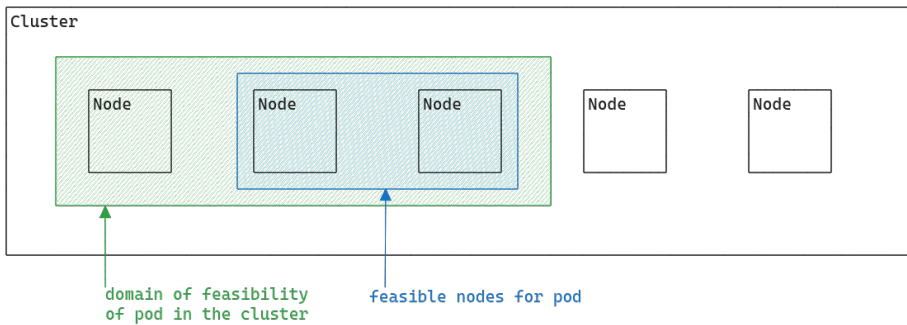 Cluster
Node
Node
Node
Node
Node
domain of feasibility
of pod in the cluster
feasible nodes for pod